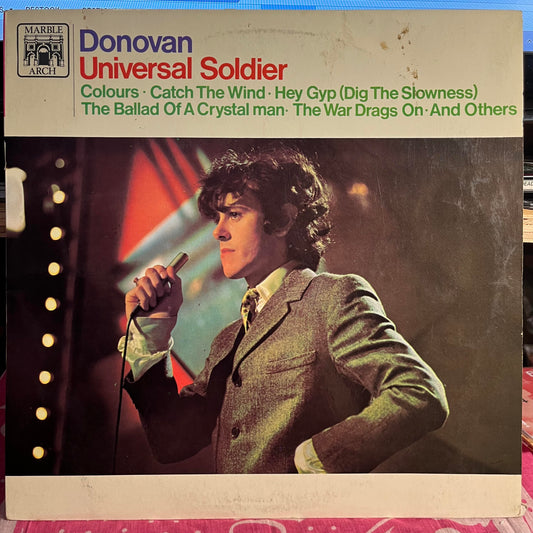 MARBLE
ARCH
Donovan
Universal Soldier
Colours · Catch The Wind · Hey Gyp (Dig The Slowness)
The Ballad Of A Crystal man · The War Drags On · And Others